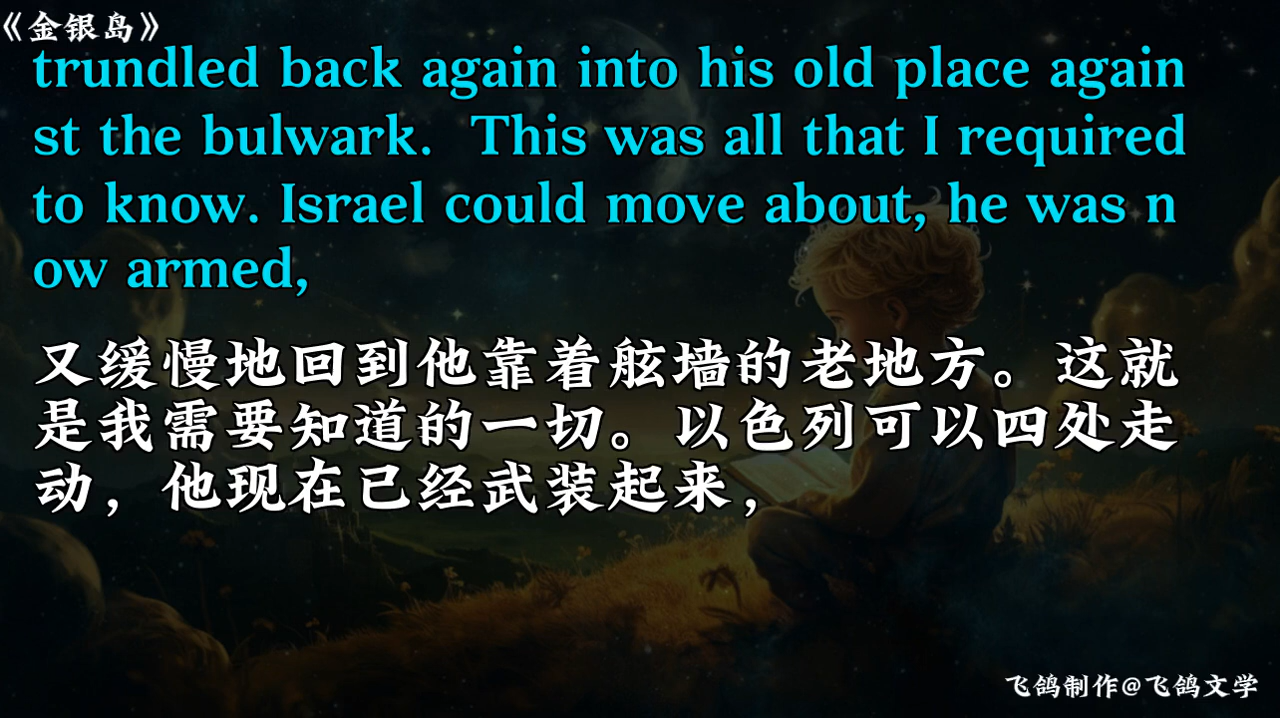 《金银岛》
trundled back again into his old place again
st the bulwark.  This was all that I required
to know. Israel could move about, he was n
ow armed,
又缓慢地回到他靠着舷墙的老地方。这就
是我需要知道的一切。以色列可以四处走
动，他现在已经武装起来，
飞鸽制作@飞鸽文学